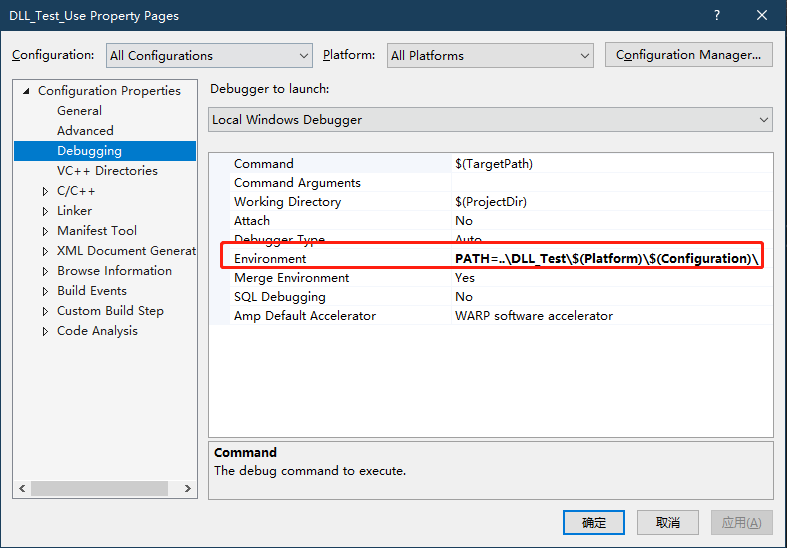 DLL_Test_Use Property Pages
Configuration: All Configurations Platform: All Platforms Configuration Manager...
Configuration Properties
General
Advanced
Debugging
VC++ Directories
C/C++
Linker
Manifest Tool
XML Document Generat
Browse Information
Build Events
Custom Build Step
Code Analysis
Debugger to launch:
Local Windows Debugger
Command $(TargetPath)
Command Arguments
Working Directory $(ProjectDir)
Attach No
Debugger Type Auto
Environment PATH=..\DLL_Test\$(Platform)\$(Configuration)\
Merge Environment Yes
SQL Debugging No
Amp Default Accelerator WARP software accelerator
Command
The debug command to execute.
确定 取消 应用(A)